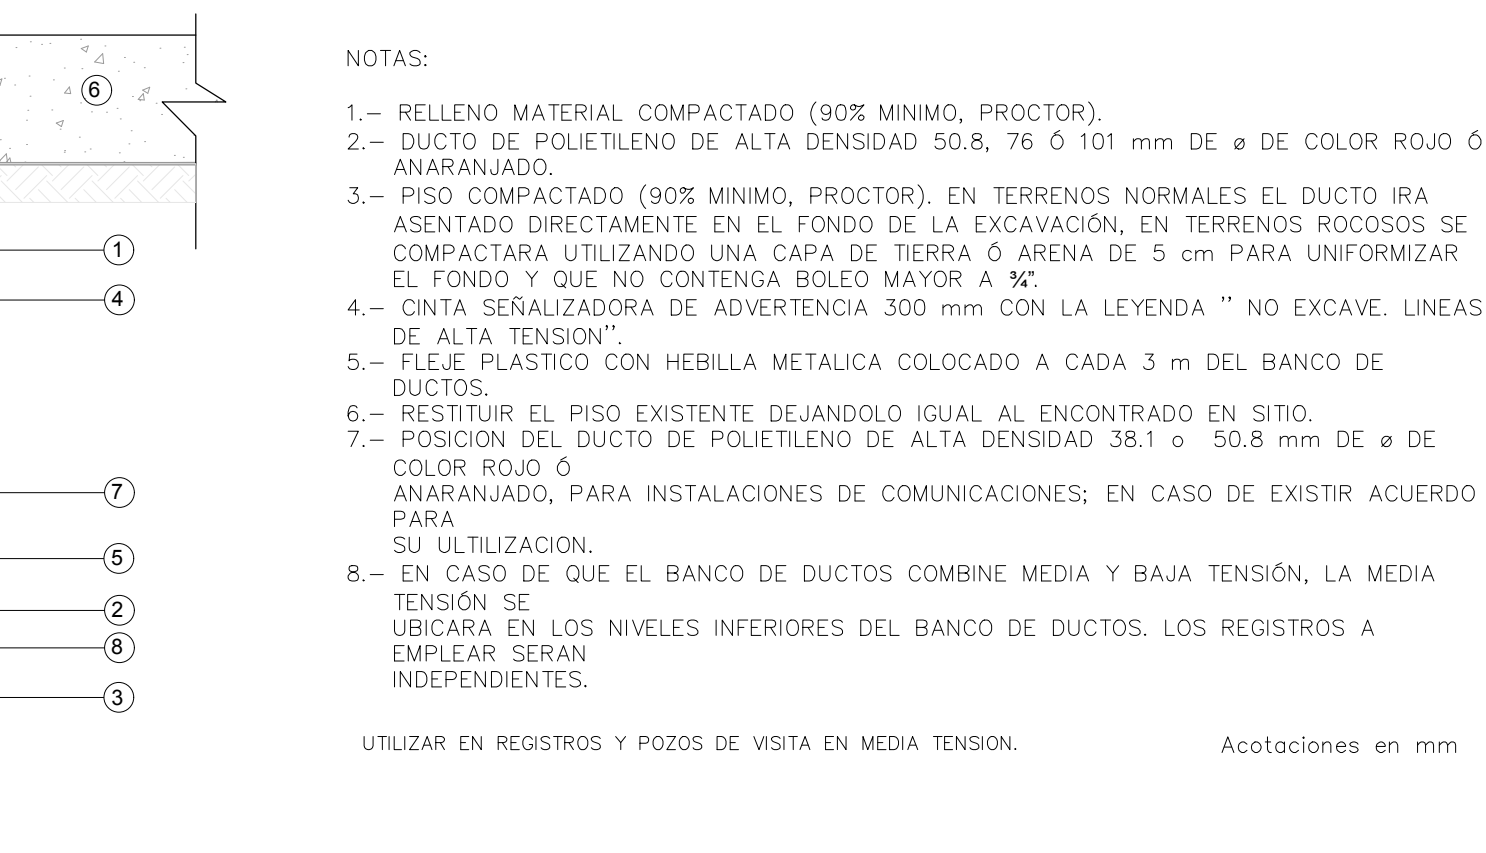 NOTAS:
1.– RELLENO MATERIAL COMPACTADO (90% MINIMO, PROCTOR).
2.– DUCTO DE POLIETILENO DE ALTA DENSIDAD 50.8, 76 Ó 101 mm DE ø DE COLOR ROJO Ó
ANARANJADO.
3.– PISO COMPACTADO (90% MINIMO, PROCTOR). EN TERRENOS NORMALES EL DUCTO IRA
ASENTADO DIRECTAMENTE EN EL FONDO DE LA EXCAVACIÓN, EN TERRENOS ROCOSOS SE
COMPACTARA UTILIZANDO UNA CAPA DE TIERRA Ó ARENA DE 5 cm PARA UNIFORMIZAR
EL FONDO Y QUE NO CONTENGA BOLEO MAYOR A ¾".
4.– CINTA SEÑALIZADORA DE ADVERTENCIA 300 mm CON LA LEYENDA '' NO EXCAVE. LINEAS
DE ALTA TENSION''.
5.– FLEJE PLASTICO CON HEBILLA METALICA COLOCADO A CADA 3 m DEL BANCO DE
DUCTOS.
6.– RESTITUIR EL PISO EXISTENTE DEJANDOLO IGUAL AL ENCONTRADO EN SITIO.
7.– POSICION DEL DUCTO DE POLIETILENO DE ALTA DENSIDAD 38.1 o 50.8 mm DE ø DE
COLOR ROJO Ó
ANARANJADO, PARA INSTALACIONES DE COMUNICACIONES; EN CASO DE EXISTIR ACUERDO
PARA
SU ULTILIZACION.
8.– EN CASO DE QUE EL BANCO DE DUCTOS COMBINE MEDIA Y BAJA TENSIÓN, LA MEDIA
TENSIÓN SE
UBICARA EN LOS NIVELES INFERIORES DEL BANCO DE DUCTOS. LOS REGISTROS A
EMPLEAR SERAN
INDEPENDIENTES.
UTILIZAR EN REGISTROS Y POZOS DE VISITA EN MEDIA TENSION.
Acotaciones en mm
6
1
4
7
5
2
8
3